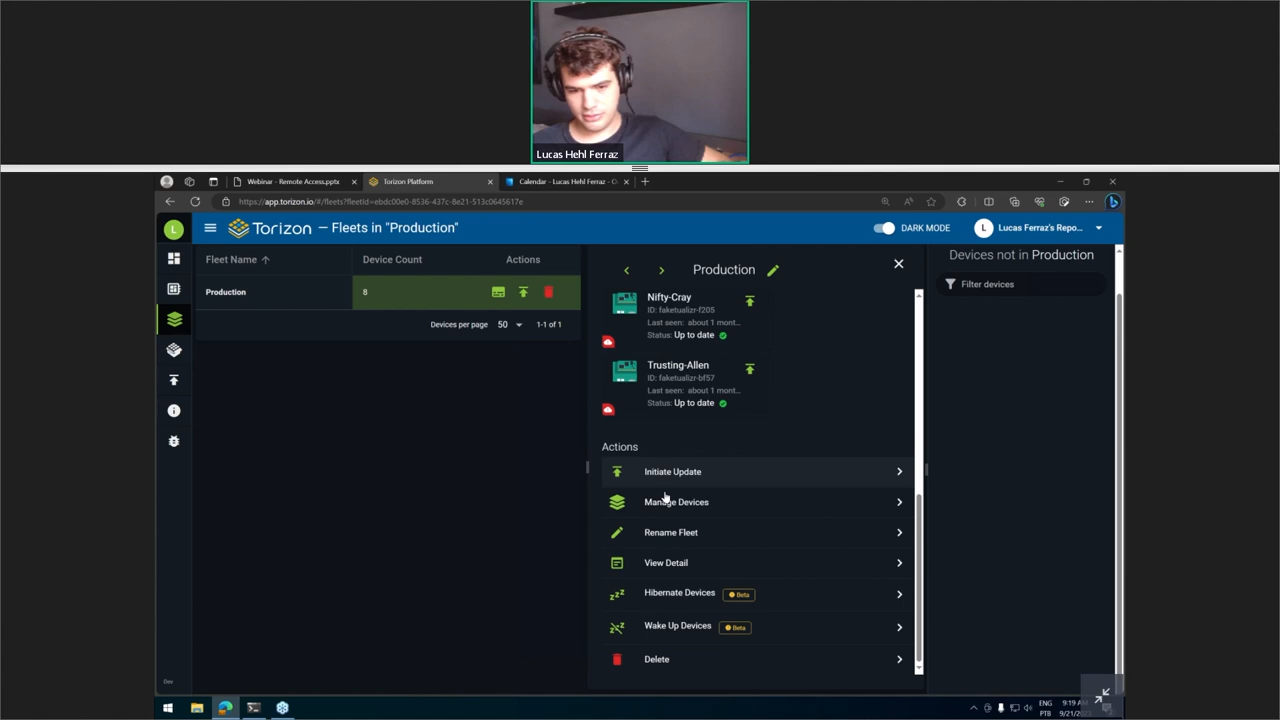 Lucas Hehl Ferraz
Webinar - Remote Access.pptx
Torizon Platform
Calendar - Lucas Hehl Ferraz - O
https://app.torizon.io/#/fleets?fleetId=ebdc00e0-8536-437c-8e21-513c0645617e
L
Torizon — Fleets in "Production"
DARK MODE
L
Lucas Ferraz's Repo...
Fleet Name
Device Count
Actions
Production
8
Devices per page
50
1-1 of 1
Production
Nifty-Cray
ID: faketualizr-f205
Last seen: about 1 mont...
Status: Up to date
Trusting-Allen
ID: faketualizr-bf57
Last seen: about 1 mont...
Status: Up to date
Actions
Initiate Update
Manage Devices
Rename Fleet
View Detail
Hibernate Devices
Beta
Wake Up Devices
Beta
Delete
Devices not in Production
Filter devices
Dev
ENG
PTB
9:19 AM